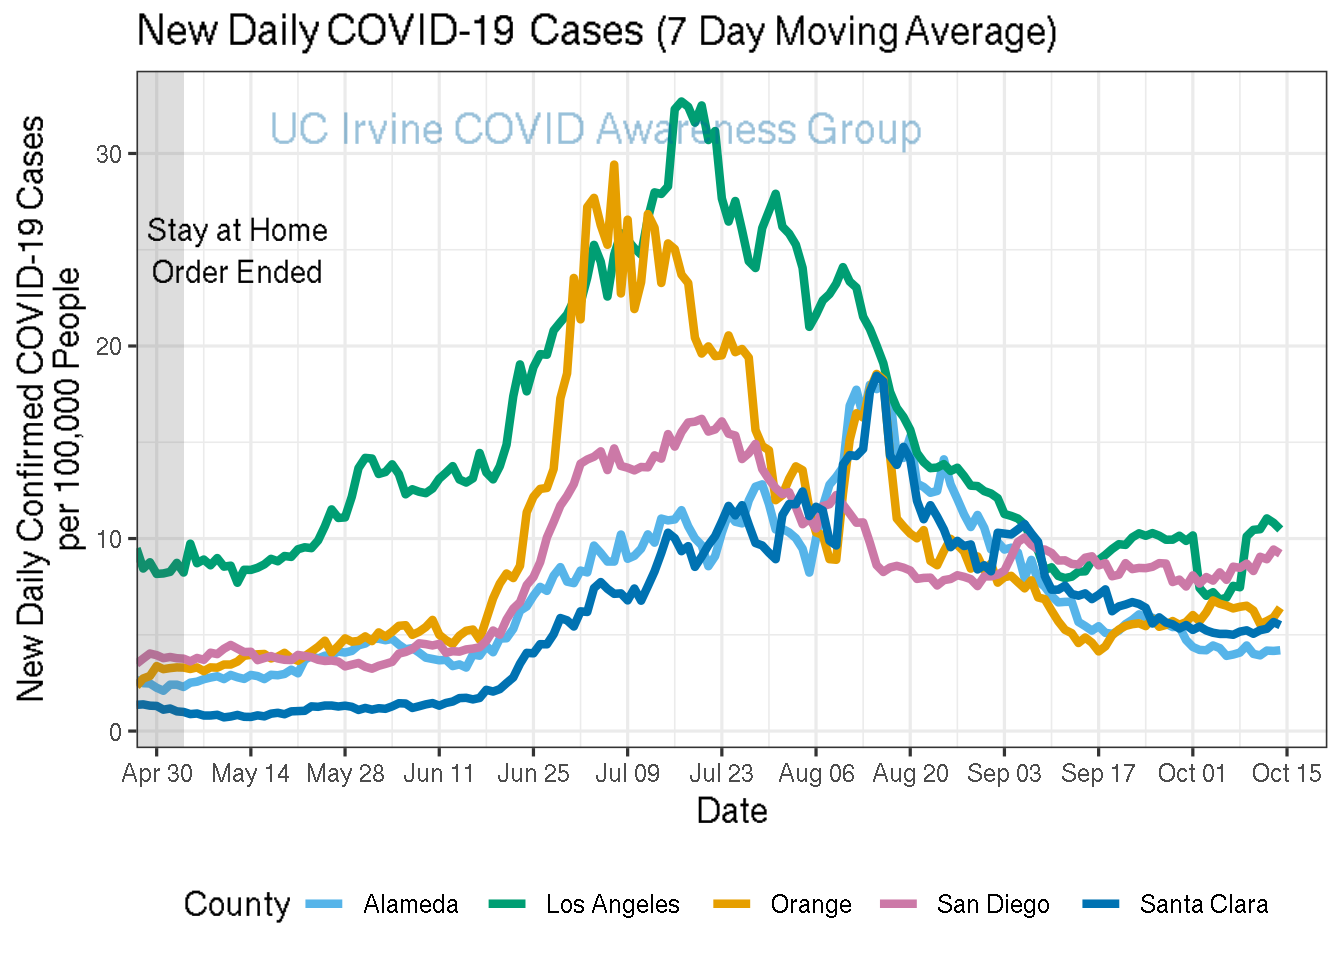 New Daily COVID-19 Cases (7 Day Moving Average)
UC Irvine COVID Awareness Group
Stay at Home
Order Ended
New Daily Confirmed COVID-19 Cases
per 100,000 People
30
20
10
0
Apr 30 May 14 May 28 Jun 11 Jun 25 Jul 09 Jul 23 Aug 06 Aug 20 Sep 03 Sep 17 Oct 01 Oct 15
Date
County Alameda Los Angeles Orange San Diego Santa Clara